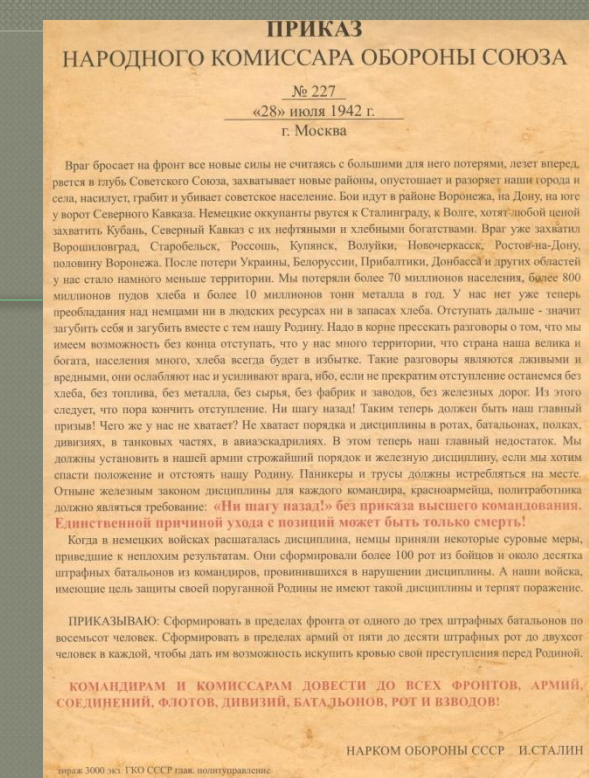 ПРИКАЗ
НАРОДНОГО КОМИССАРА ОБОРОНЫ СОЮЗА
№ 227
«28» июля 1942 г.
г. Москва
Враг бросает на фронт все новые силы не считаясь с большими для него потерями, лезет вперед,
рвется в глубь Советского Союза, захватывает новые районы, опустошает и разоряет наши города и
села, насилует, грабит и убивает советское население. Бои идут в районе Воронежа, на Дону, на юге
у ворот Северного Кавказа. Немецкие оккупанты рвутся к Сталинграду, к Волге, хотят любой ценой
захватить Кубань, Северный Кавказ с их нефтяными и хлебными богатствами. Враг уже захватил
Ворошиловград, Старобельск, Россошь, Купянск, Волуйки, Новочеркасск, Ростов-на-Дону,
половину Воронежа. После потери Украины, Белоруссии, Прибалтики, Донбасса и других областей
у нас стало намного меньше территории. Мы потеряли более 70 миллионов населения, более 800
миллионов пудов хлеба и более 10 миллионов тонн металла в год. У нас нет уже теперь
преобладания над немцами ни в людских ресурсах ни в запасах хлеба. Отступать дальше - значит
загубить себя и загубить вместе с тем нашу Родину. Надо в корне пресекать разговоры о том, что мы
имеем возможность без конца отступать, что у нас много территории, что страна наша велика и
богата, населения много, хлеба всегда будет в избытке. Такие разговоры являются лживыми и
вредными, они ослабляют нас и усиливают врага, ибо, если не прекратим отступление останемся без
хлеба, без топлива, без металла, без сырья, без фабрик и заводов, без железных дорог. Из этого
следует, что пора кончить отступление. Ни шагу назад! Таким теперь должен быть наш главный
призыв! Чего же у нас не хватает? Не хватает порядка и дисциплины в ротах, батальонах, полках,
дивизиях, в танковых частях, в авиаэскадрилиях. В этом теперь наш главный недостаток. Мы
должны установить в нашей армии строжайший порядок и железную дисциплину, если мы хотим
спасти положение и отстоять нашу Родину. Паникеры и трусы должны истребляться на месте.
Отныне железным законом дисциплины для каждого командира, красноармейца, политработника
должно являться требование: «Ни шагу назад!» без приказа высшего командования.
Единственной причиной ухода с позиций может быть только смерть!
Когда в немецких войсках расшаталась дисциплина, немцы приняли некоторые суровые меры,
приведшие к неплохим результатам. Они сформировали более 100 рот из бойцов и около десятка
штрафных батальонов из командиров, провинившихся в нарушении дисциплины. А наши войска,
имеющие цель защиты своей поруганной Родины не имеют такой дисциплины и терпят поражение.
ПРИКАЗЫВАЮ: Сформировать в пределах фронта от одного до трех штрафных батальонов по
восемьсот человек. Сформировать в пределах армий от пяти до десяти штрафных рот до двухсот
человек в каждой, чтобы дать им возможность искупить кровью свои преступления перед Родиной.
КОМАНДИРАМ И КОМИССАРАМ ДОВЕСТИ ДО ВСЕХ ФРОНТОВ, АРМИЙ,
СОЕДИНЕНИЙ, ФЛОТОВ, ДИВИЗИЙ, БАТАЛЬОНОВ, РОТ И ВЗВОДОВ!
НАРКОМ ОБОРОНЫ СССР И.СТАЛИН
тираж 3000 экз. ГКО СССР глав. политуправление